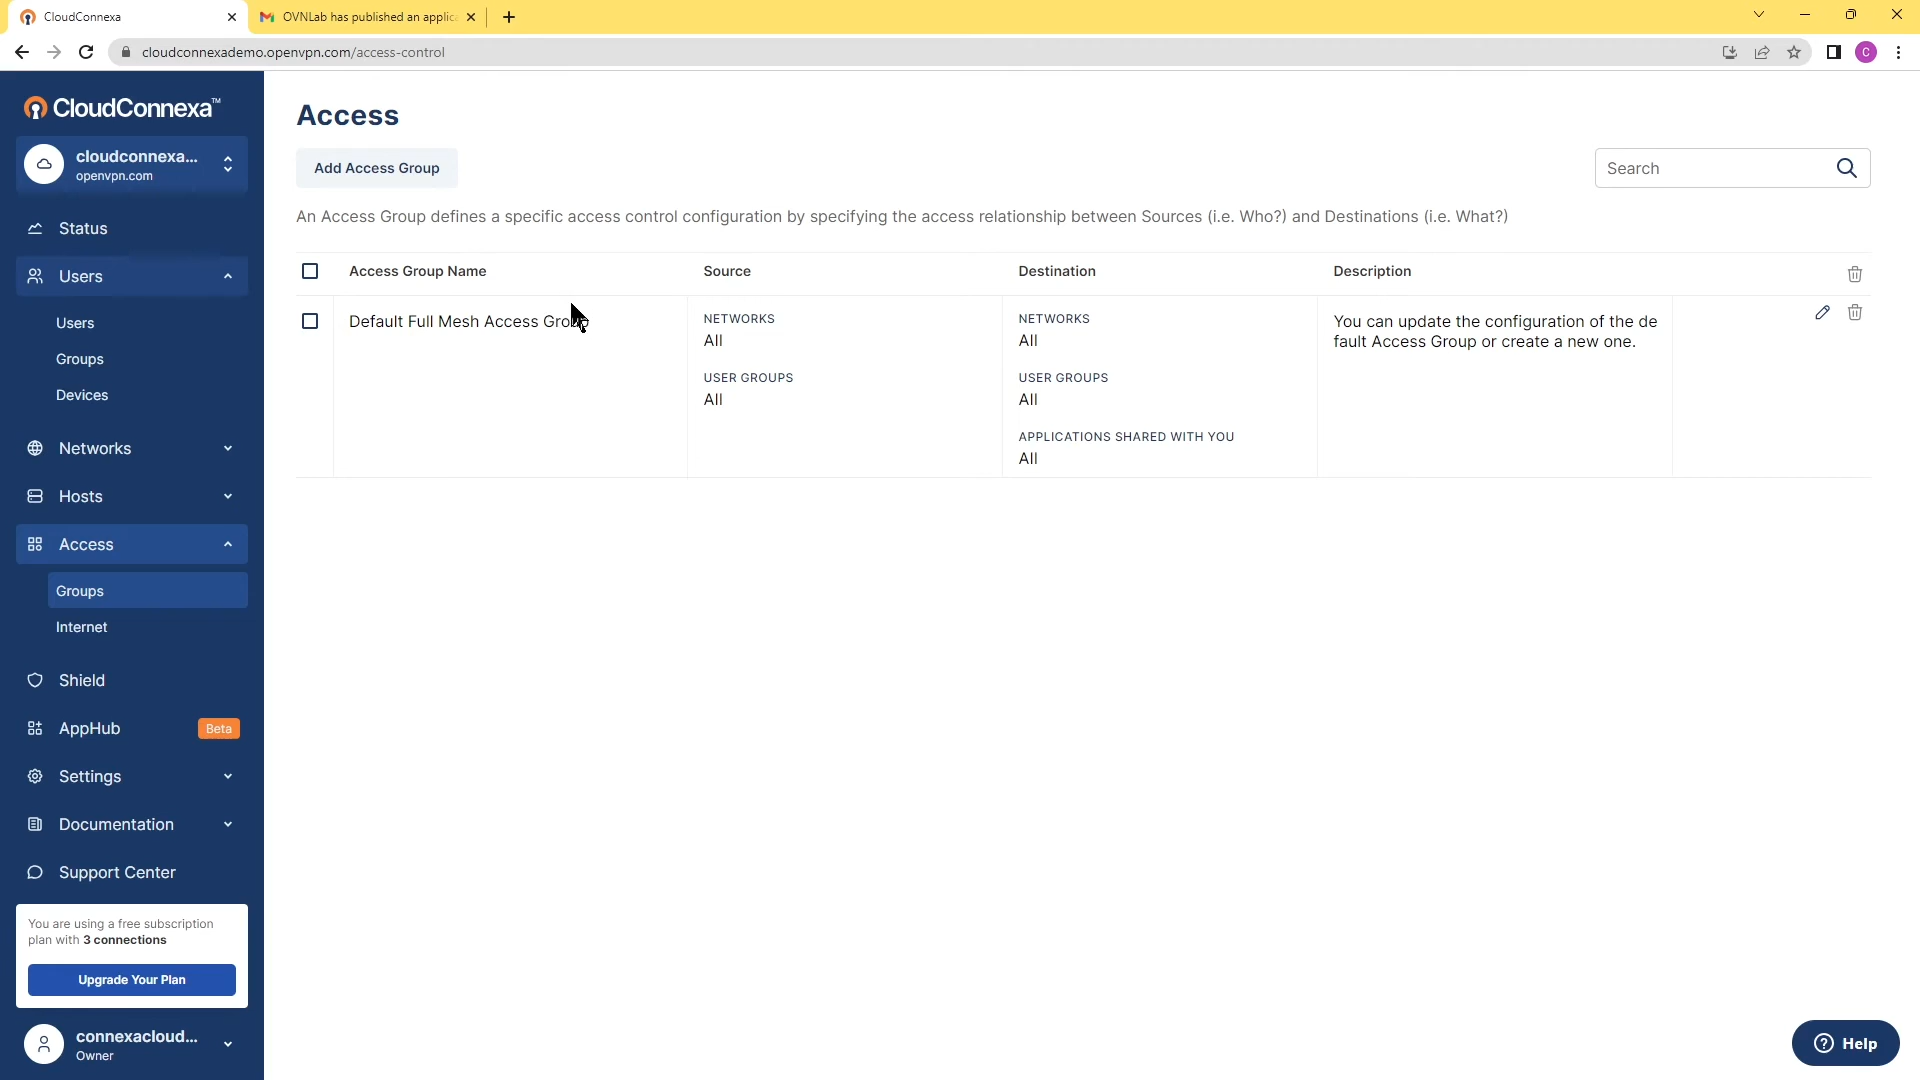 CloudConnexa
OVNLab has published an applic
cloudconnexademo.openvpn.com/access-control
C
CloudConnexa™
cloudconnexa...
openvpn.com
Status
Users
Users
Groups
Devices
Networks
Hosts
Access
Groups
Internet
Shield
AppHub
Beta
Settings
Documentation
Support Center
You are using a free subscription
plan with 3 connections
Upgrade Your Plan
connexacloud...
Owner
Access
Add Access Group
Search
An Access Group defines a specific access control configuration by specifying the access relationship between Sources (i.e. Who?) and Destinations (i.e. What?)
Access Group Name
Source
Destination
Description
Default Full Mesh Access Group
NETWORKS
All
USER GROUPS
All
NETWORKS
All
USER GROUPS
All
APPLICATIONS SHARED WITH YOU
All
You can update the configuration of the de
fault Access Group or create a new one.
Help